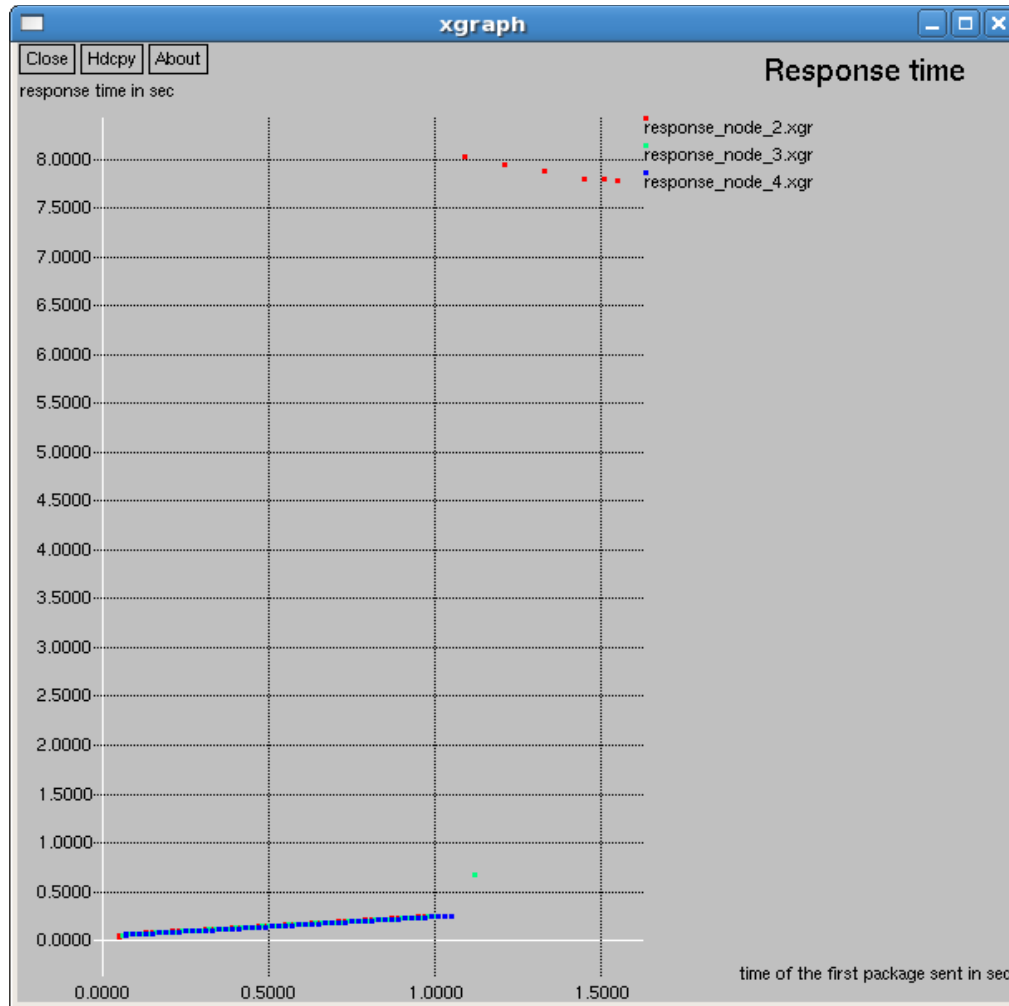 xgraph
Close Hdcpy About
Response time
response time in sec
response_node_2.xgr
response_node_3.xgr
response_node_4.xgr
8.0000
7.5000
7.0000
6.5000
6.0000
5.5000
5.0000
4.5000
4.0000
3.5000
3.0000
2.5000
2.0000
1.5000
1.0000
0.5000
0.0000
time of the first package sent in sec
0.0000 0.5000 1.0000 1.5000